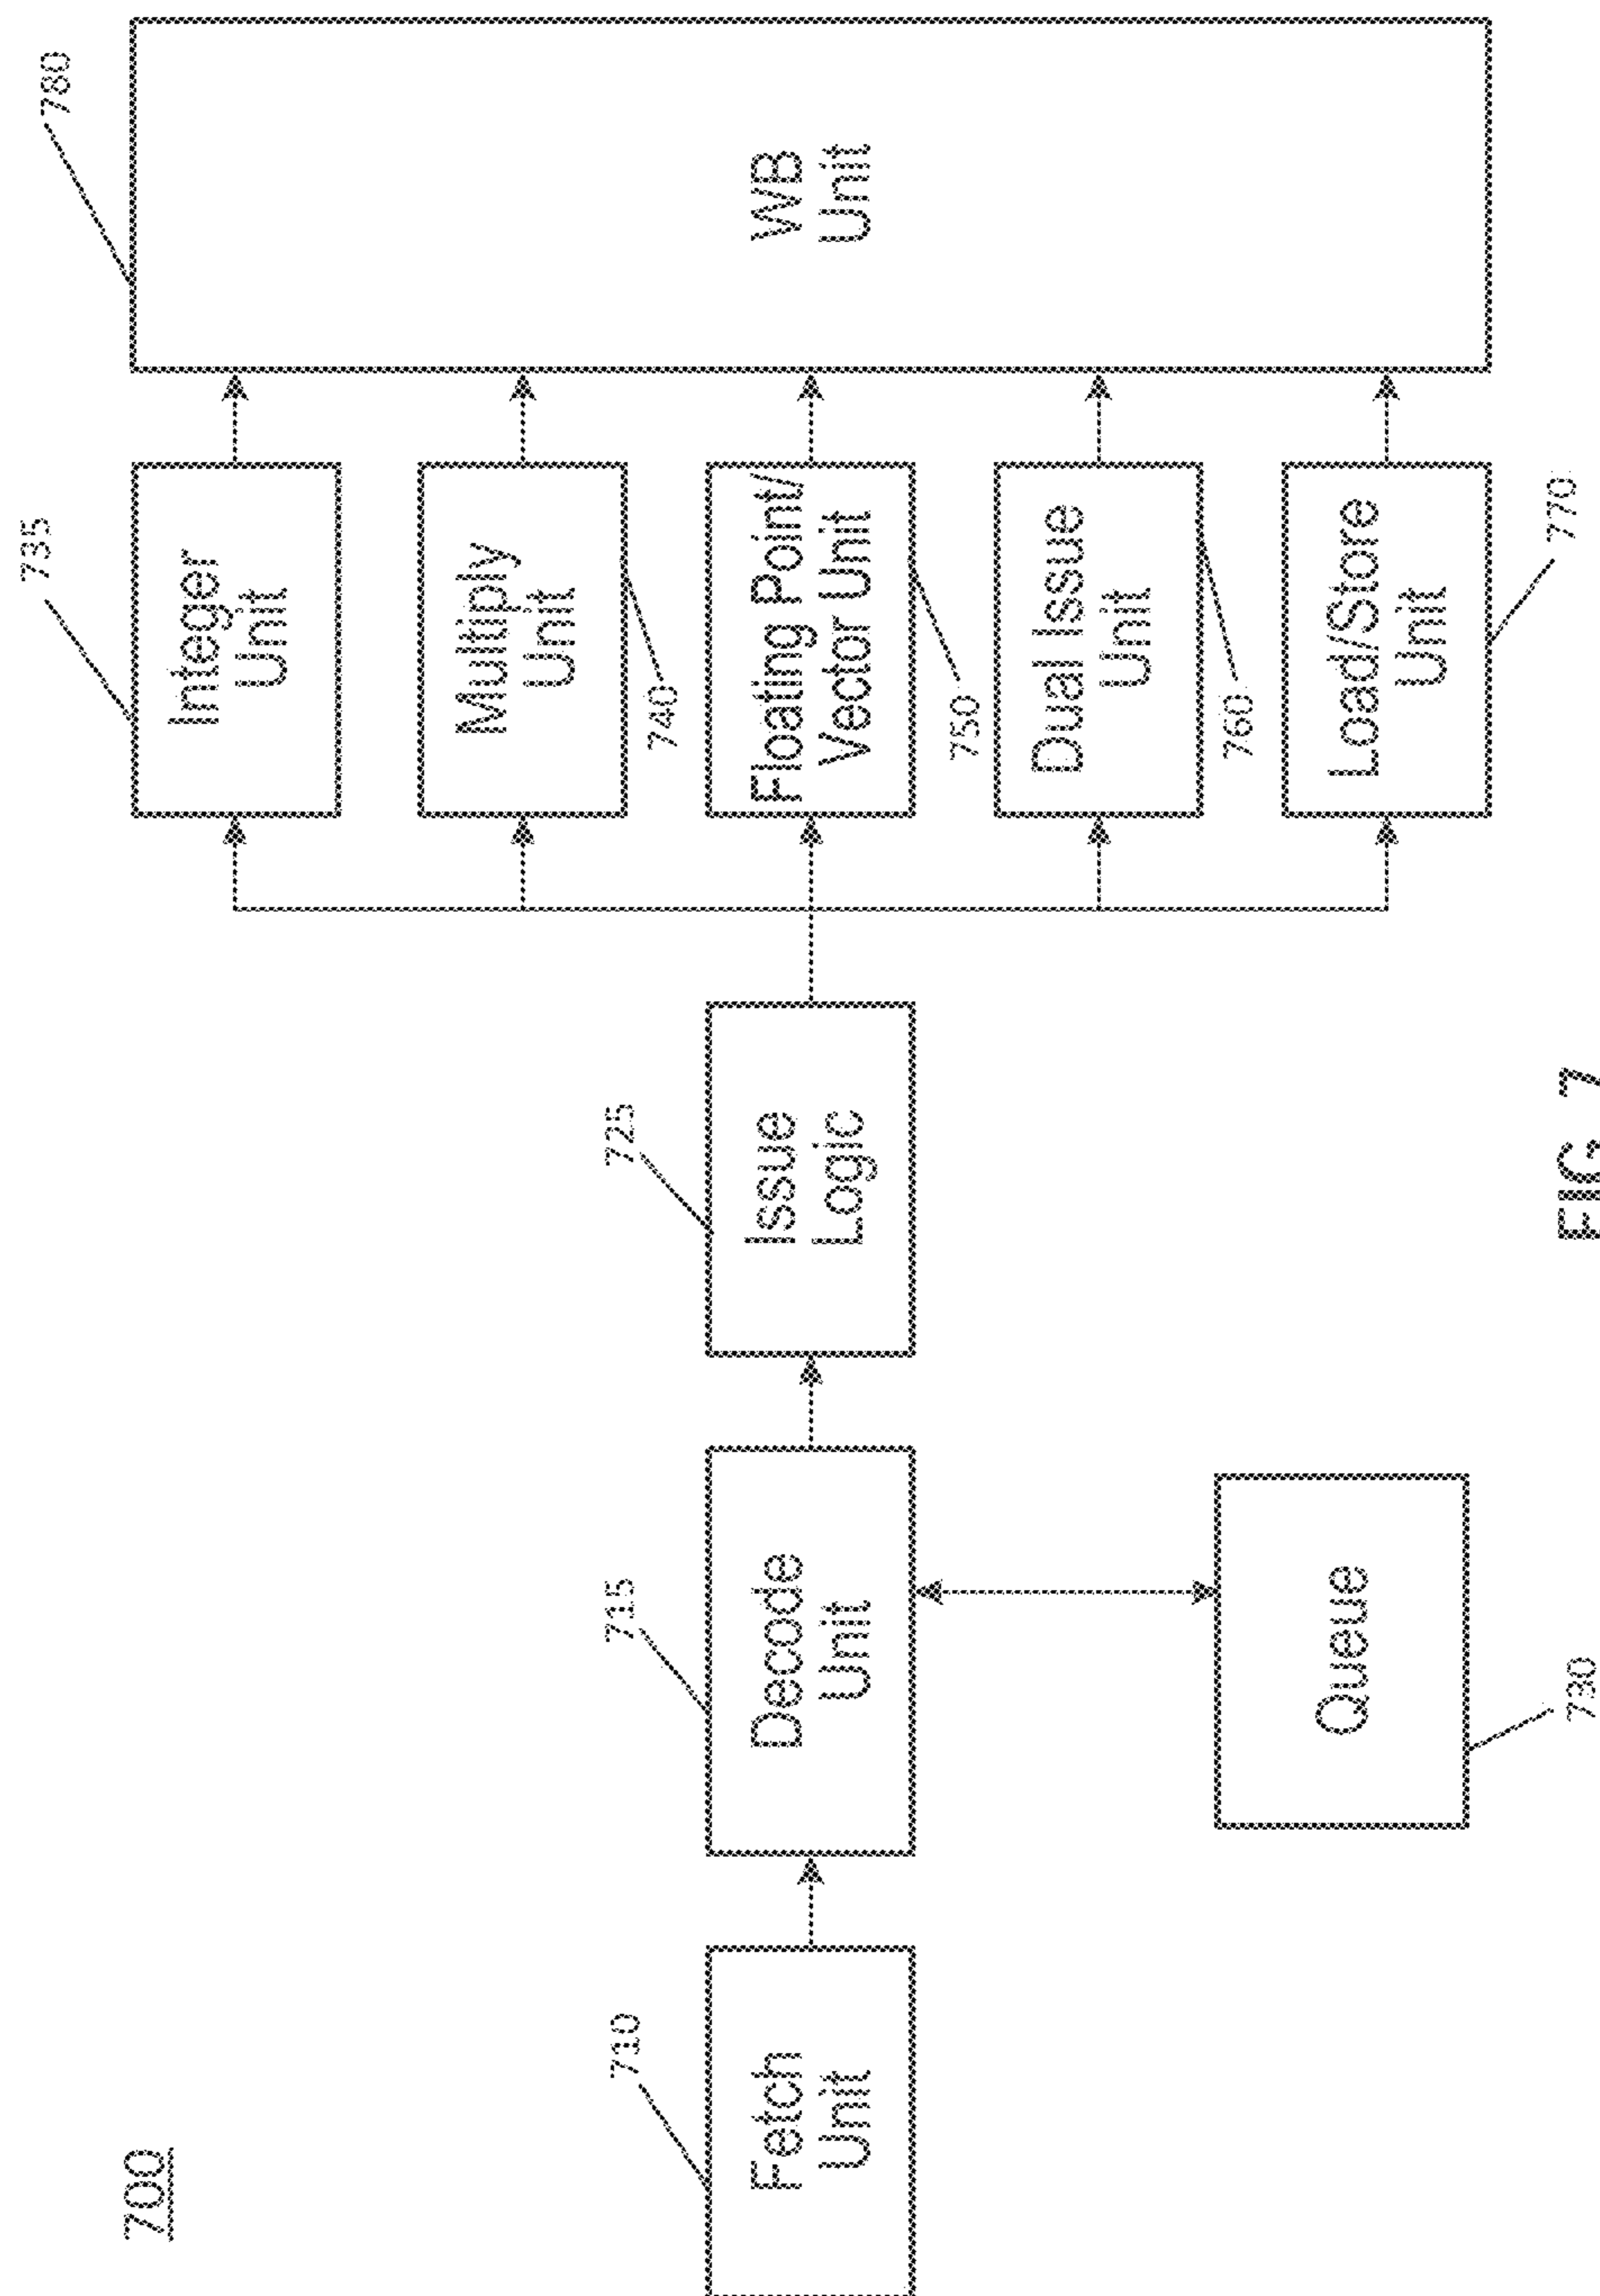 700
710
Fetch
Unit
715
Decode
Unit
Queue
730
725
Issue
Logic
735
Integer
Unit
Multiply
Unit
740
Floating Point/
Vector Unit
750
Dual Issue
Unit
760
Load/Store
Unit
770
780
WB
Unit
FIG. 7